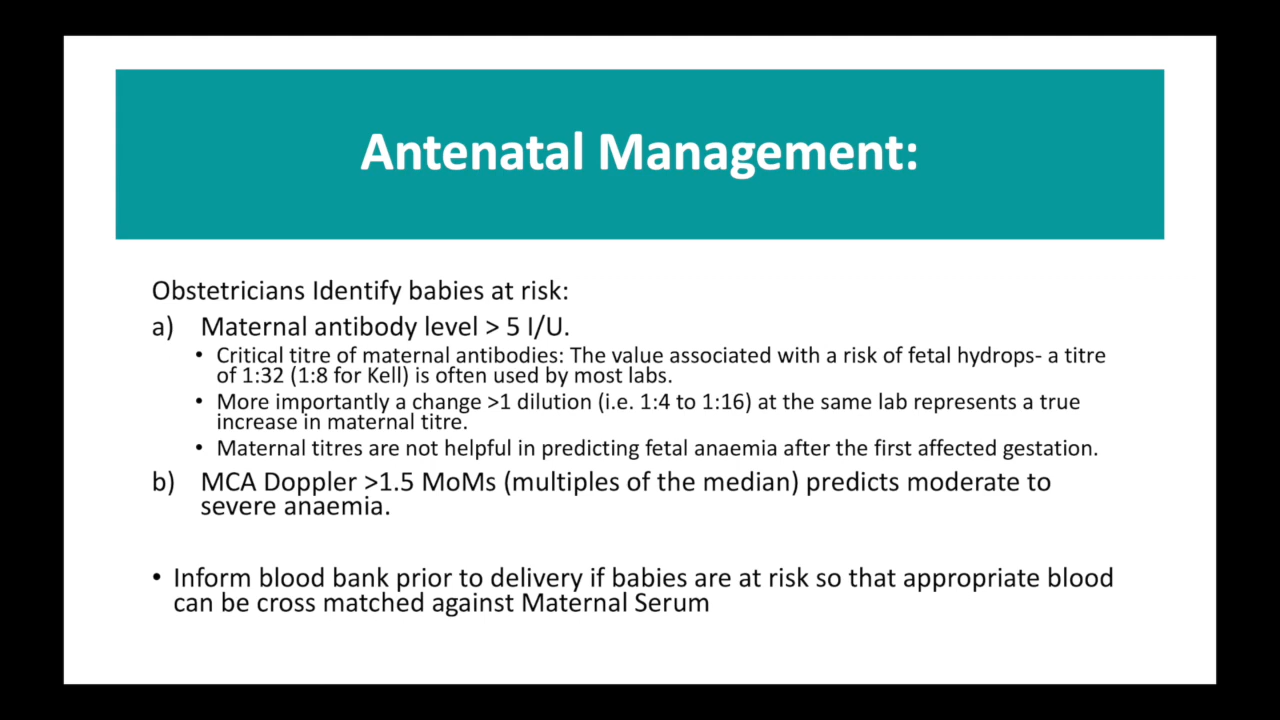 Antenatal Management:
Obstetricians Identify babies at risk:
a) Maternal antibody level > 5 I/U.
• Critical titre of maternal antibodies: The value associated with a risk of fetal hydrops- a titre
of 1:32 (1:8 for Kell) is often used by most labs.
• More importantly a change >1 dilution (i.e. 1:4 to 1:16) at the same lab represents a true
increase in maternal titre.
• Maternal titres are not helpful in predicting fetal anaemia after the first affected gestation.
b) MCA Doppler >1.5 MoMs (multiples of the median) predicts moderate to
severe anaemia.
• Inform blood bank prior to delivery if babies are at risk so that appropriate blood
can be cross matched against Maternal Serum